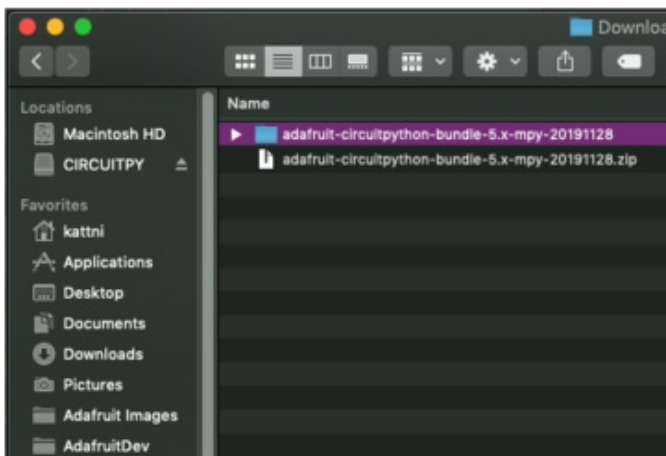 Downloa
Locations
Macintosh HD
CIRCUITPY
Favorites
kattni
Applications
Desktop
Documents
Downloads
Pictures
Adafruit Images
AdafruitDev
Name
adafruit-circuitpython-bundle-5.x-mpy-20191128
adafruit-circuitpython-bundle-5.x-mpy-20191128.zip